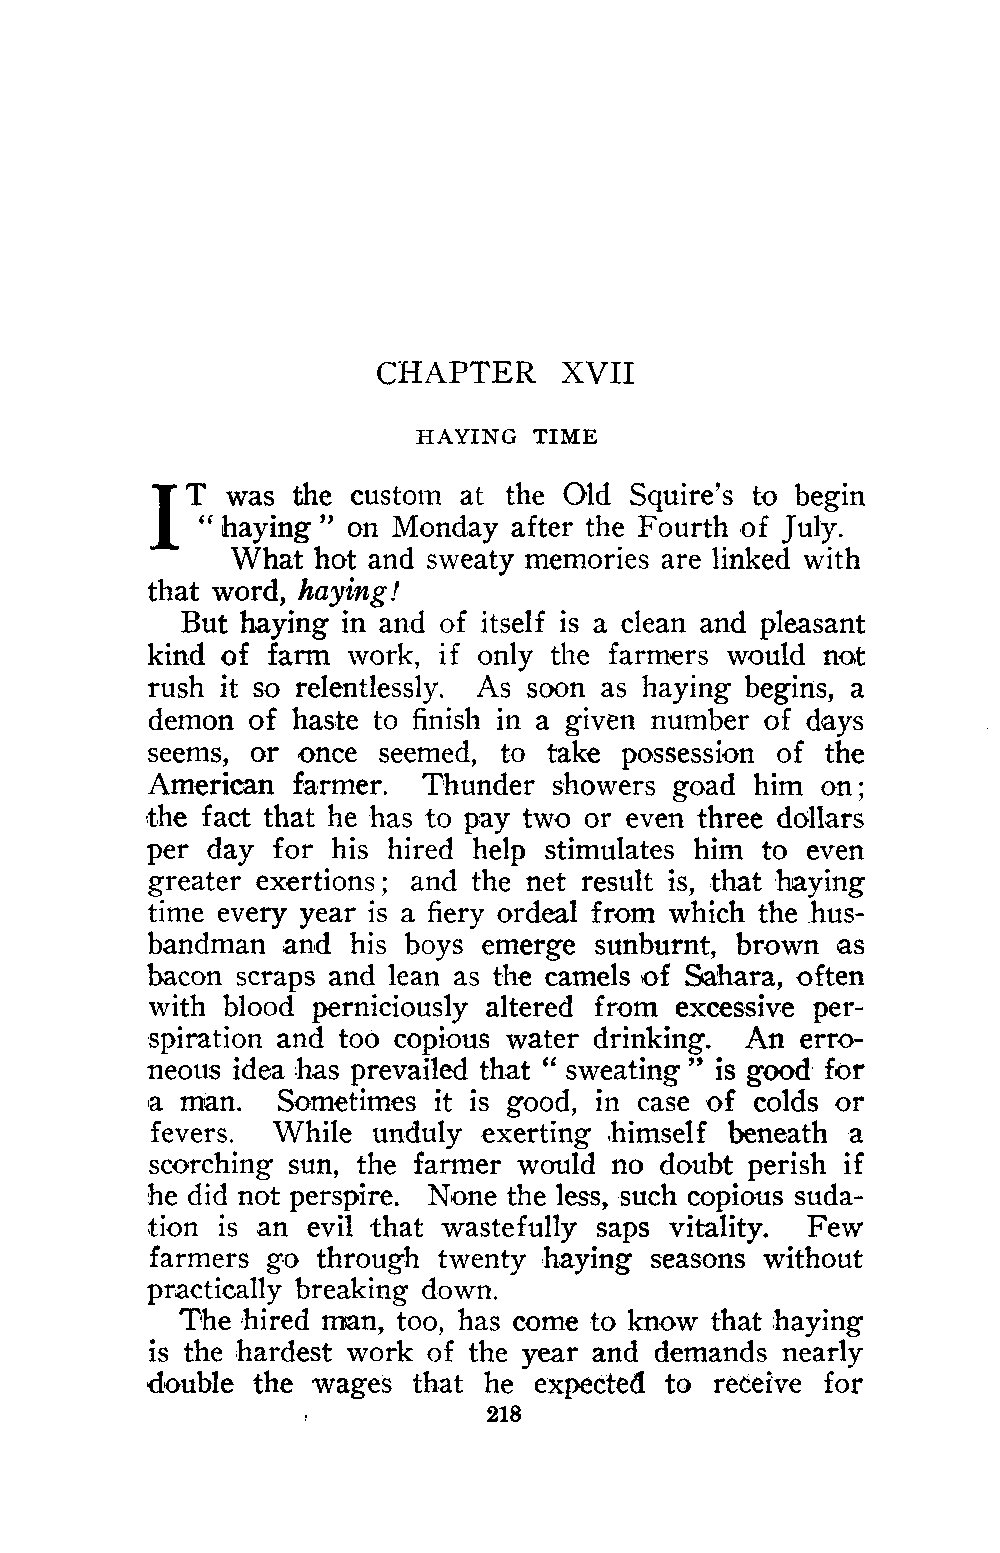 CHAPTER XVII
HAYING TIME
IT was the custom at the Old Squire's to begin
“ haying ” on Monday after the Fourth of July.
What hot and sweaty memories are linked with
that word, haying!
But haying in and of itself is a clean and pleasant
kind of farm work, if only the farmers would not
rush it so relentlessly. As soon as haying begins, a
demon of haste to finish in a given number of days
seems, or once seemed, to take possession of the
American farmer. Thunder showers goad him on;
the fact that he has to pay two or even three dollars
per day for his hired help stimulates him to even
greater exertions; and the net result is, that haying
time every year is a fiery ordeal from which the hus-
bandman and his boys emerge sunburnt, brown as
bacon scraps and lean as the camels of Sahara, often
with blood perniciously altered from excessive per-
spiration and too copious water drinking. An erro-
neous idea has prevailed that “ sweating ” is good for
a man. Sometimes it is good, in case of colds or
fevers. While unduly exerting himself beneath a
scorching sun, the farmer would no doubt perish if
he did not perspire. None the less, such copious suda-
tion is an evil that wastefully saps vitality. Few
farmers go through twenty haying seasons without
practically breaking down.
The hired man, too, has come to know that haying
is the hardest work of the year and demands nearly
double the wages that he expected to receive for
218